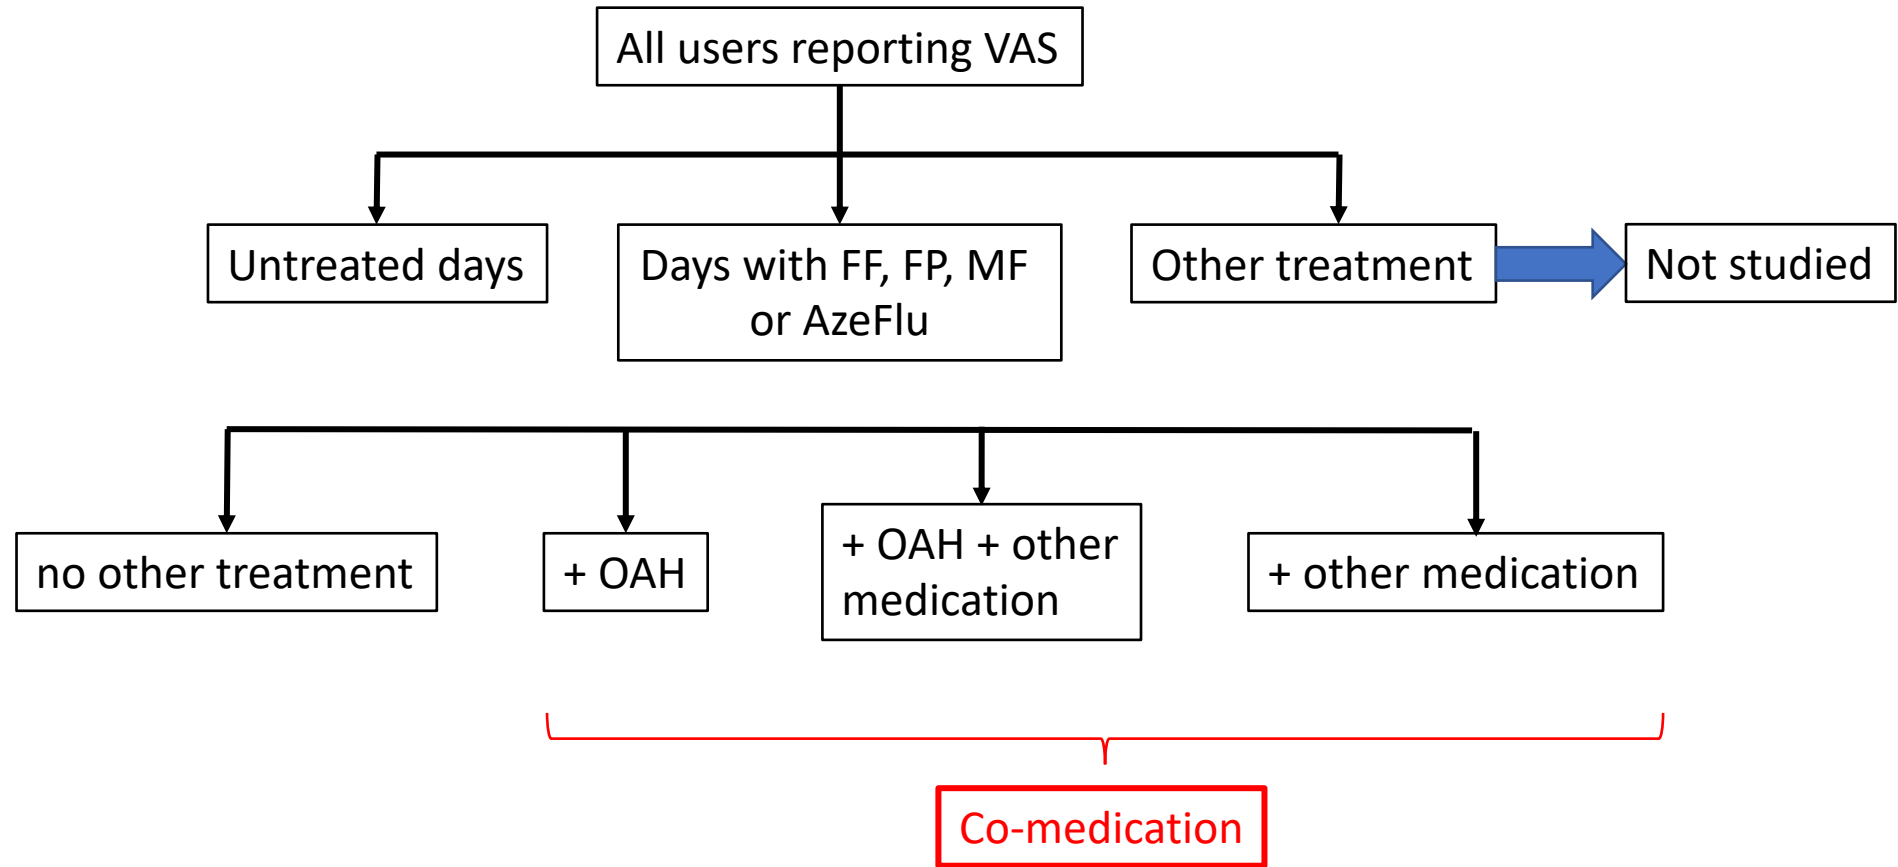 All users reporting VAS
Untreated days
Days with FF, FP, MF
or AzeFlu
Other treatment
Not studied
no other treatment
+ OAH
+ OAH + other
medication
+ other medication
Co-medication